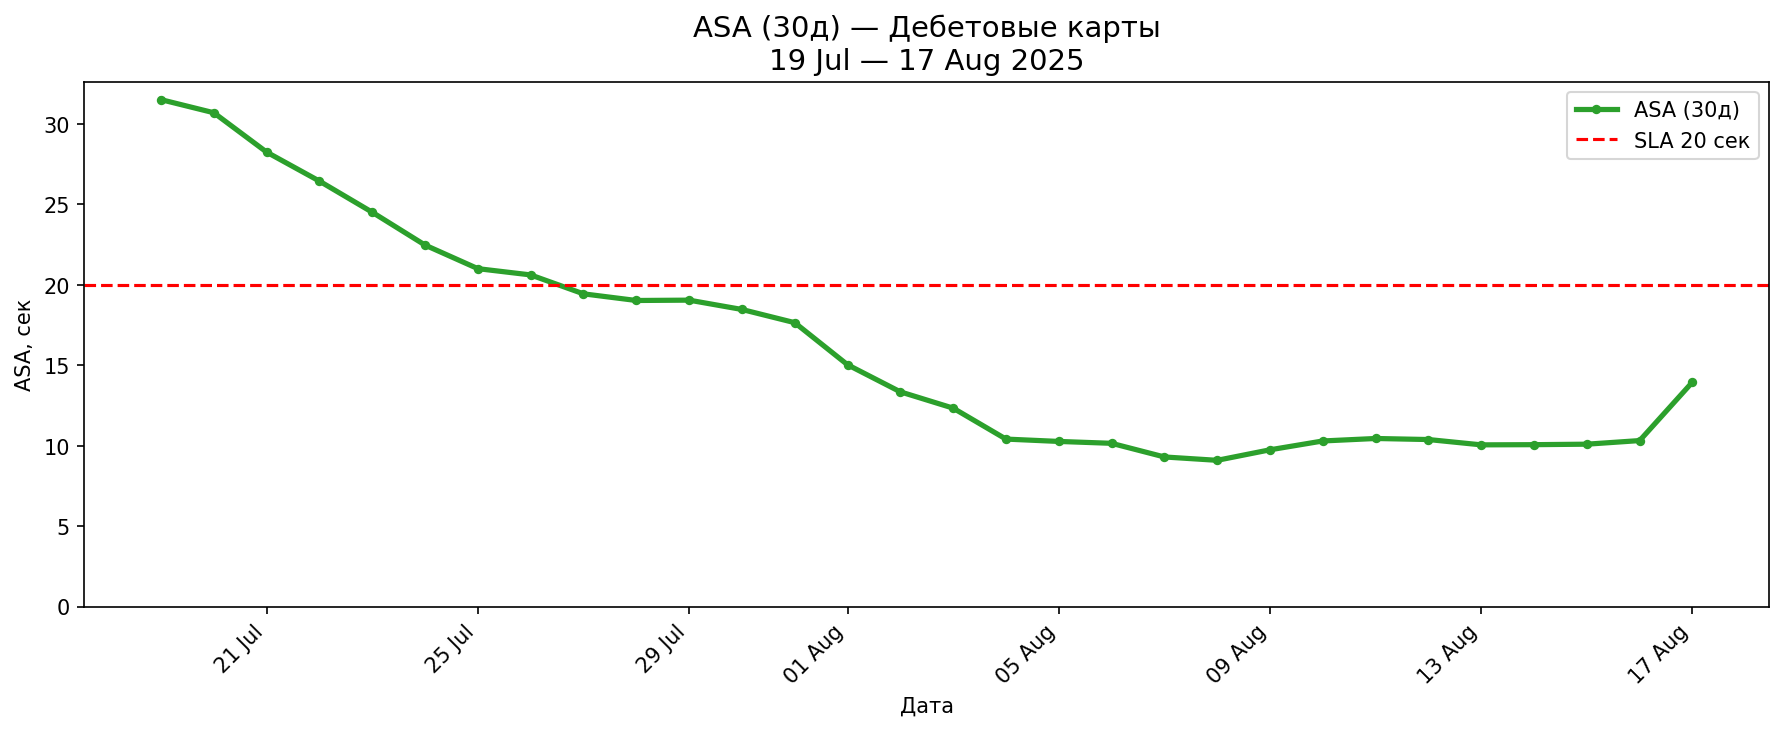 ASA (30д) — Дебетовые карты
19 Jul — 17 Aug 2025
ASA (30д)
SLA 20 сек
ASA, сек
30
25
20
15
10
5
0
21 Jul
25 Jul
29 Jul
01 Aug
05 Aug
09 Aug
13 Aug
17 Aug
Дата